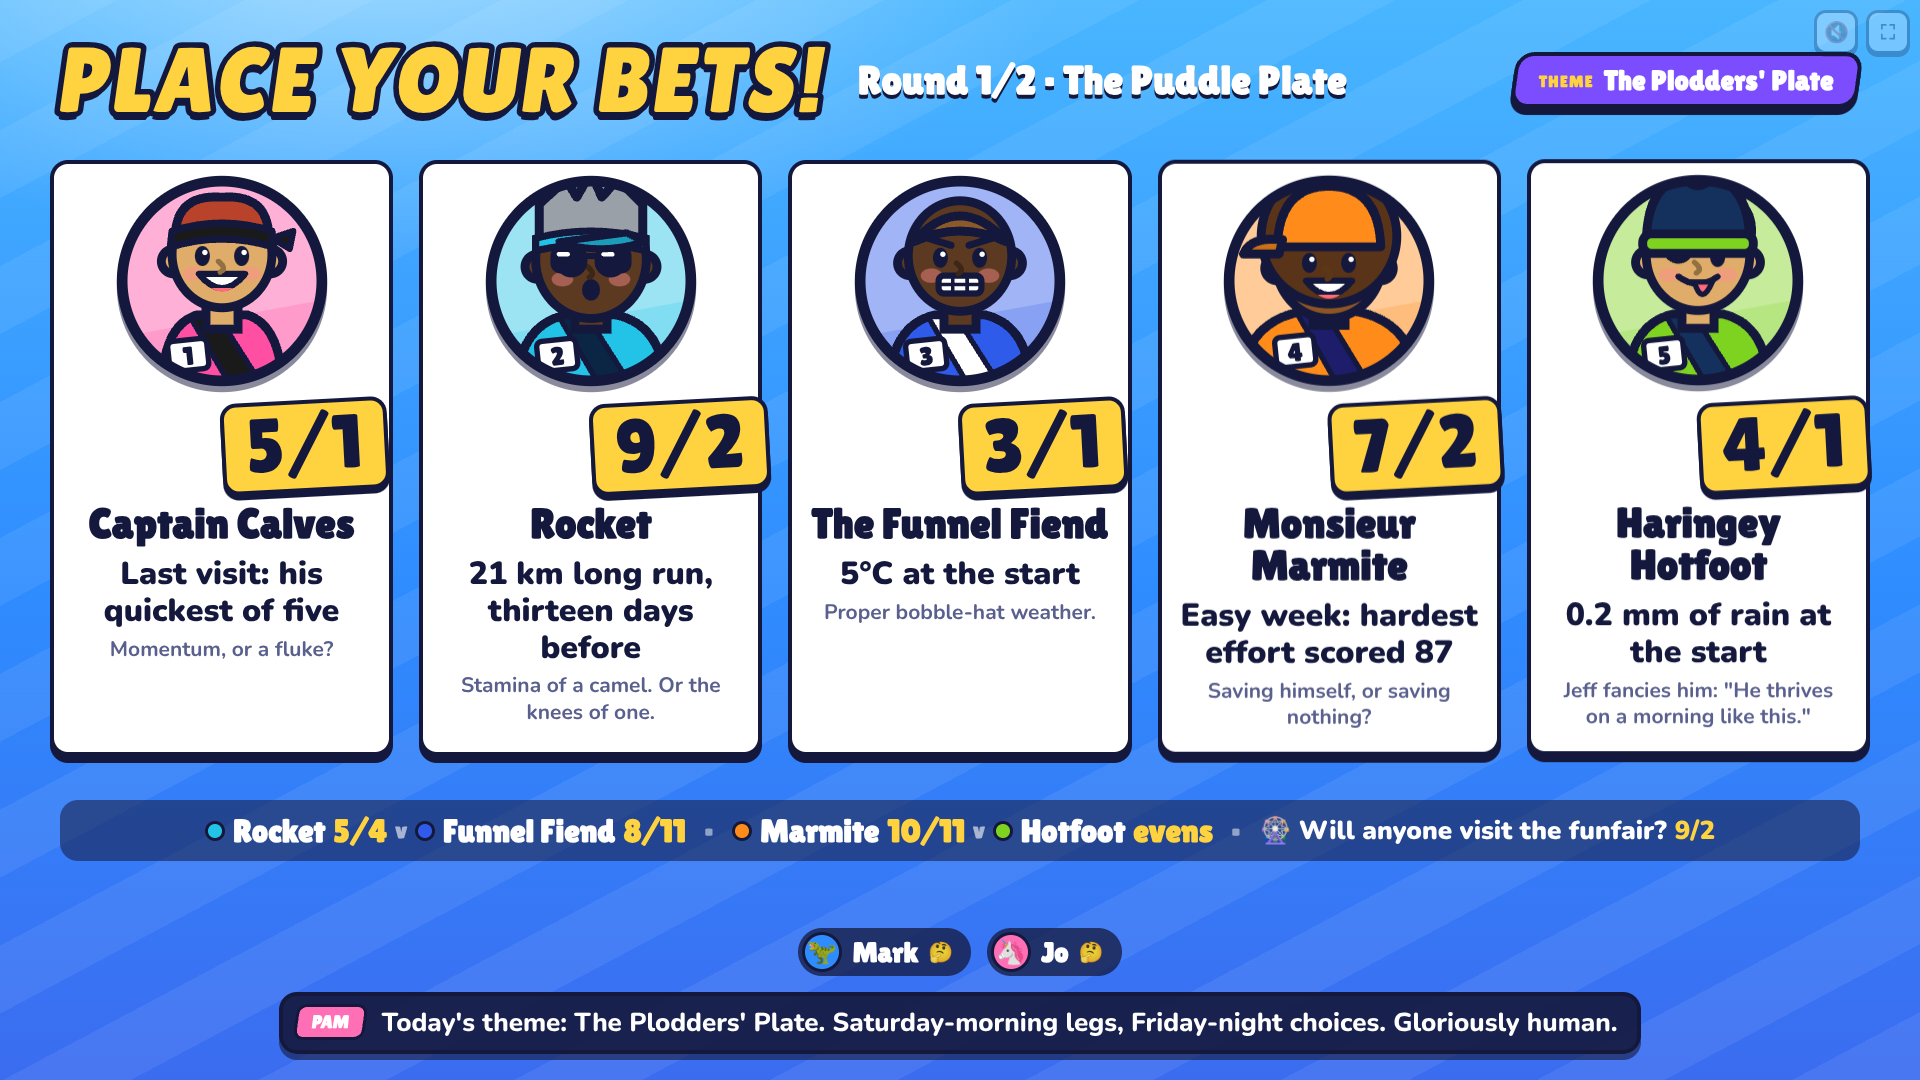 PLACE YOUR BETS!
Round 1/2 · The Puddle Plate
THEME The Plodders' Plate
1
5/1
Captain Calves
Last visit: his
quickest of five
Momentum, or a fluke?
2
9/2
Rocket
21 km long run,
thirteen days
before
Stamina of a camel. Or the
knees of one.
3
3/1
The Funnel Fiend
5°C at the start
Proper bobble-hat weather.
4
7/2
Monsieur
Marmite
Easy week: hardest
effort scored 87
Saving himself, or saving
nothing?
5
4/1
Haringey
Hotfoot
0.2 mm of rain at
the start
Jeff fancies him: "He thrives
on a morning like this."
Rocket 5/4 v Funnel Fiend 8/11 · Marmite 10/11 v Hotfoot evens · Will anyone visit the funfair? 9/2
Mark
Jo
PAM Today's theme: The Plodders' Plate. Saturday-morning legs, Friday-night choices. Gloriously human.